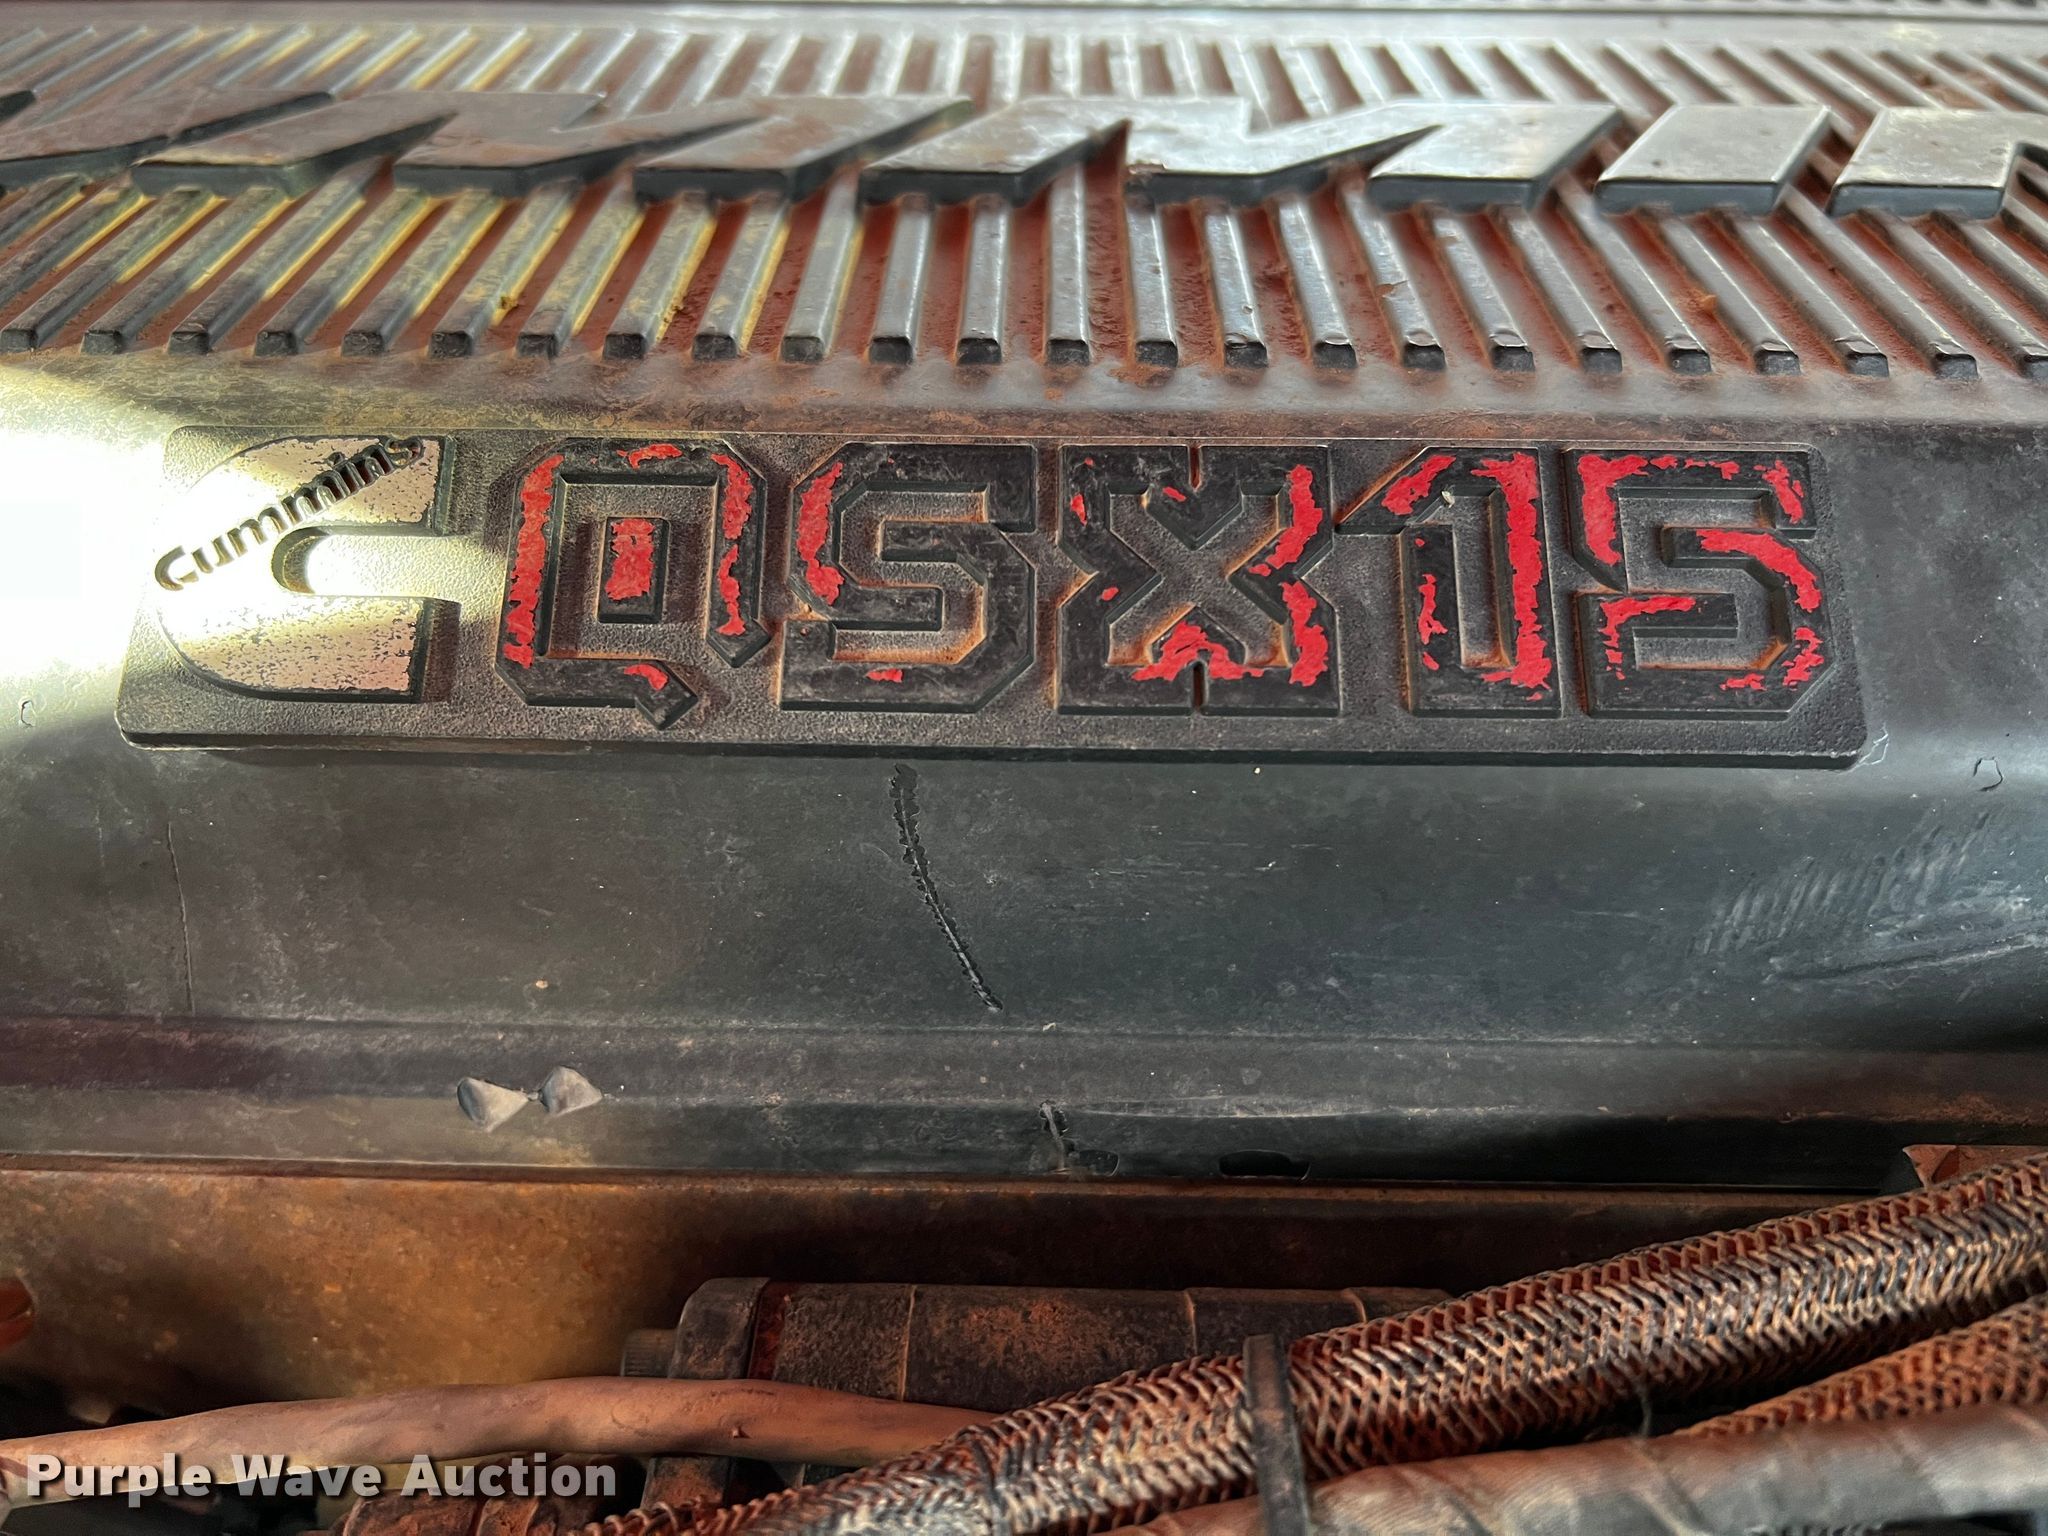 cummins
QSX15
Purple Wave Auction